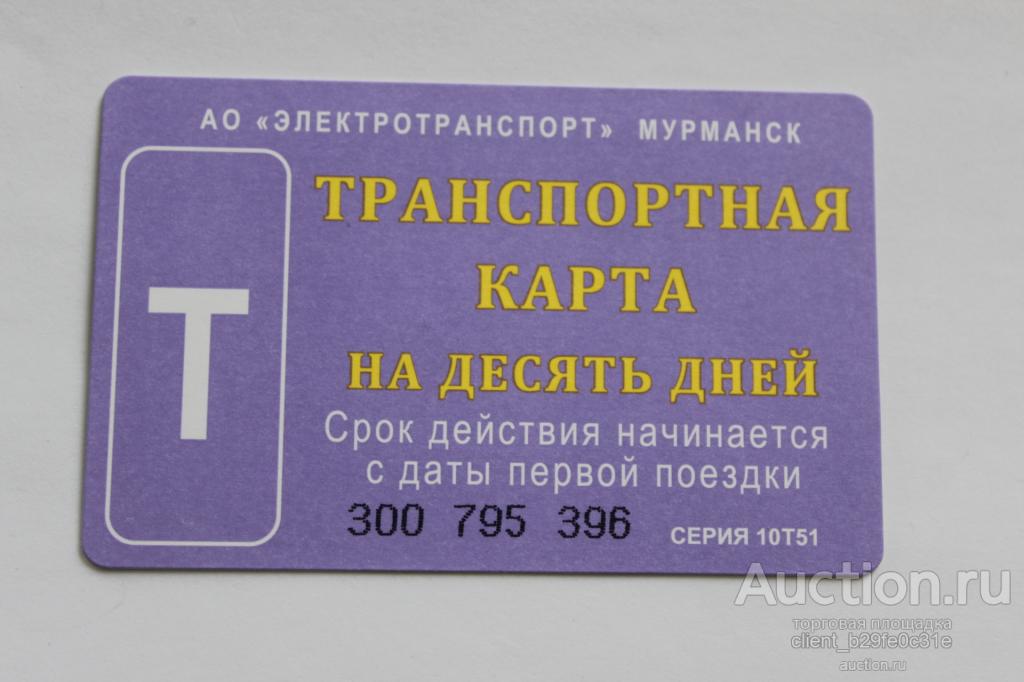 АО «ЭЛЕКТРОТРАНСПОРТ» МУРМАНСК
ТРАНСПОРТНАЯ
КАРТА
НА ДЕСЯТЬ ДНЕЙ
Т
Срок действия начинается
с даты первой поездки
300 795 396
СЕРИЯ 10Т51
Auction.ru
торговая площадка
client_b29fe0c31e
auction.ru